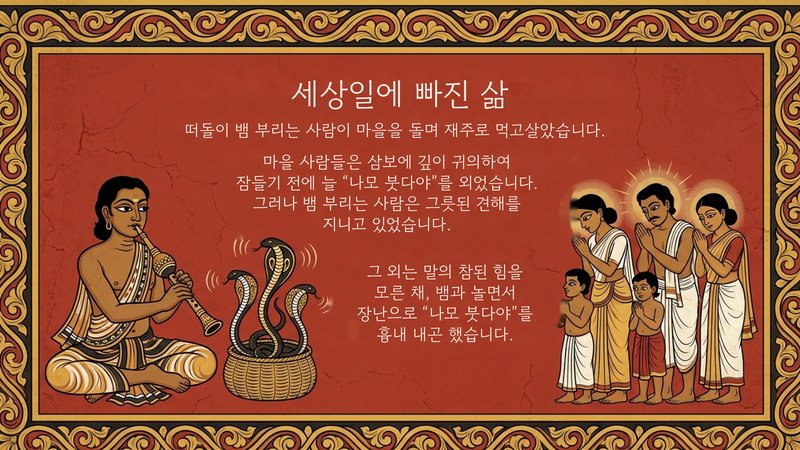 세상일에 빠진 삶
떠돌이 뱀 부리는 사람이 마을을 돌며 재주로 먹고살았습니다.
마을 사람들은 삼보에 깊이 귀의하여
잠들기 전에 늘 “나모 붓다야”를 외었습니다.
그러나 뱀 부리는 사람은 그릇된 견해를
지니고 있었습니다.
그 외는 말의 참된 힘을
모른 채, 뱀과 놀면서
장난으로 “나모 붓다야”를
흉내 내곤 했습니다.